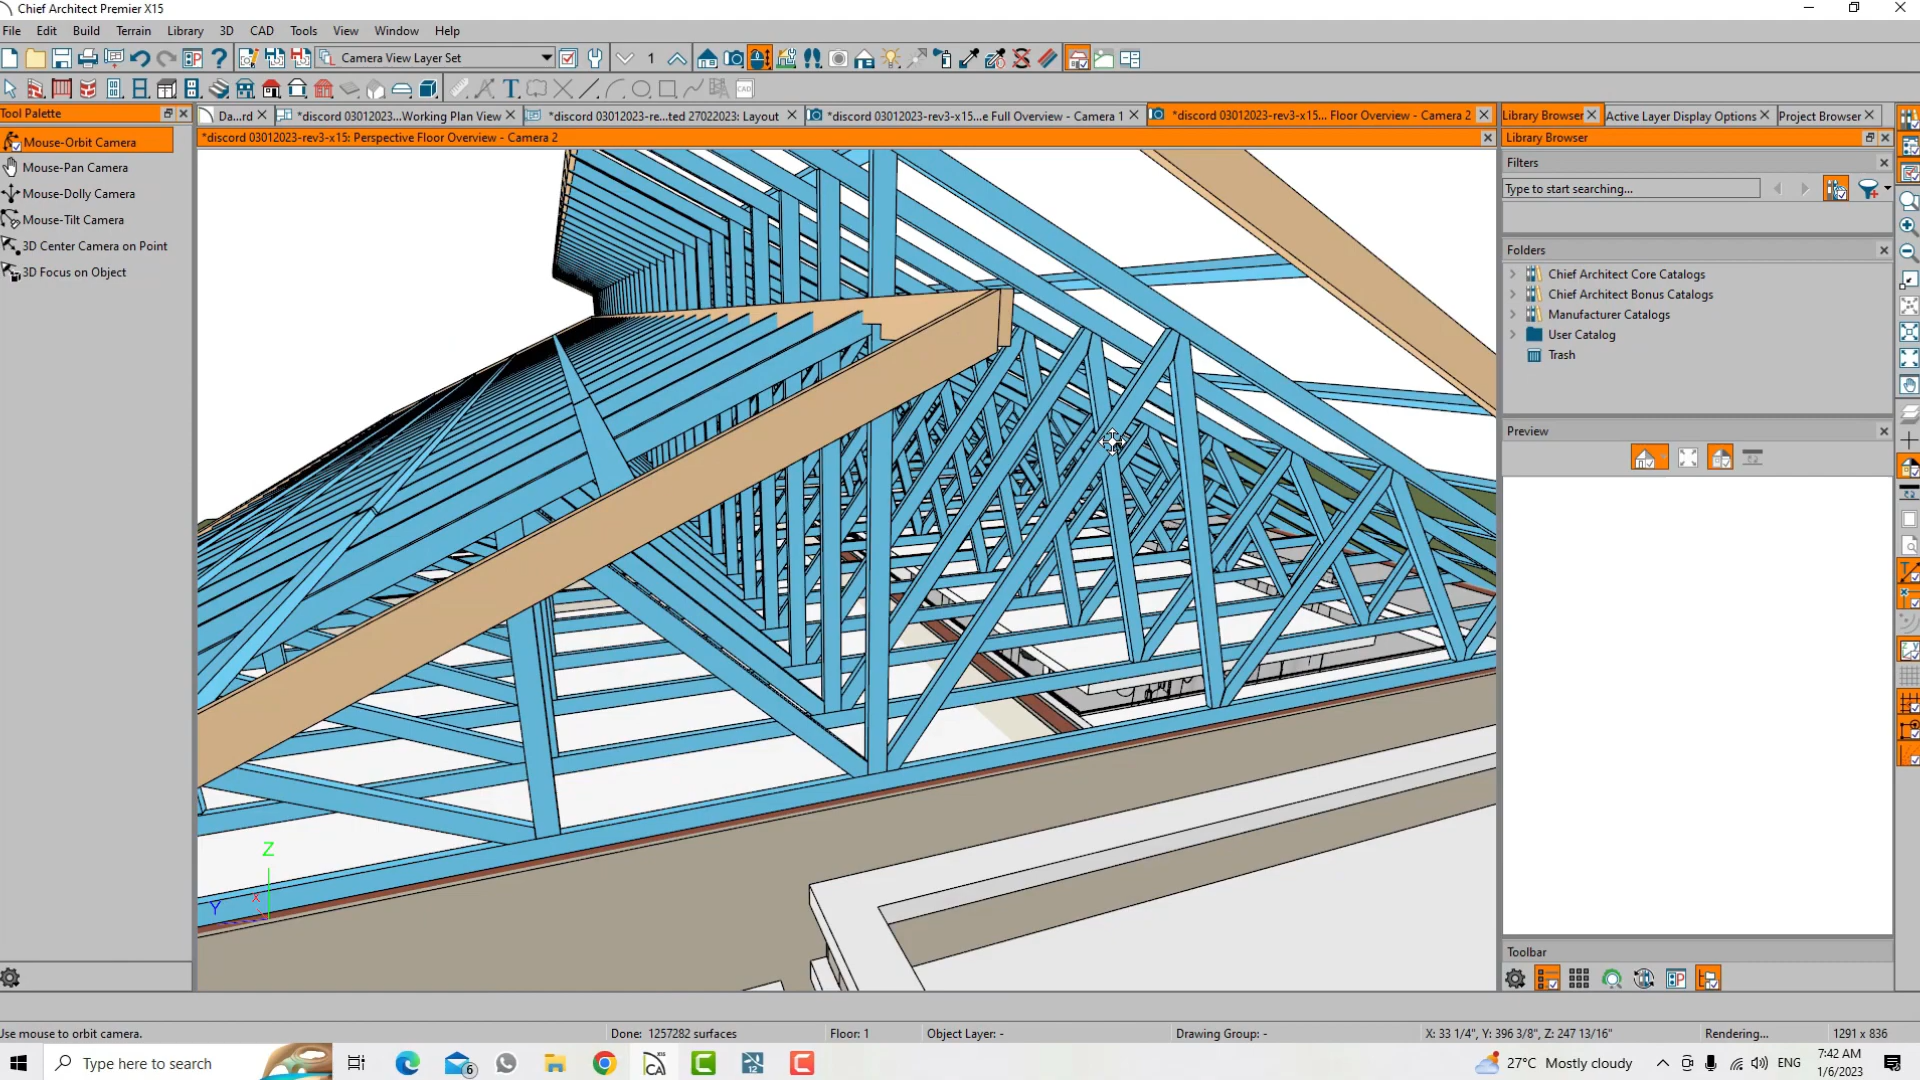 Chief Architect Premier X15
File Edit Build Terrain Library 3D CAD Tools View Window Help
Camera View Layer Set
1
Tool Palette
Da...rd
*discord 03012023...Working Plan View
*discord 03012023-re...ted 27022023: Layout
*discord 03012023-rev3-x15...e Full Overview - Camera 1
*discord 03012023-rev3-x15... Floor Overview - Camera 2
Library Browser
Active Layer Display Options
Project Browser
*discord 03012023-rev3-x15: Perspective Floor Overview - Camera 2
Library Browser
Mouse-Orbit Camera
Mouse-Pan Camera
Mouse-Dolly Camera
Mouse-Tilt Camera
3D Center Camera on Point
3D Focus on Object
Filters
Type to start searching...
Folders
Chief Architect Core Catalogs
Chief Architect Bonus Catalogs
Manufacturer Catalogs
User Catalog
Trash
Preview
Z
X
Y
Toolbar
Use mouse to orbit camera.
Done: 1257282 surfaces
Floor: 1
Object Layer: -
Drawing Group: -
X: 33 1/4", Y: 396 3/8", Z: 247 13/16"
Rendering...
1291 x 836
Type here to search
6
27°C Mostly cloudy
ENG
7:42 AM
1/6/2023